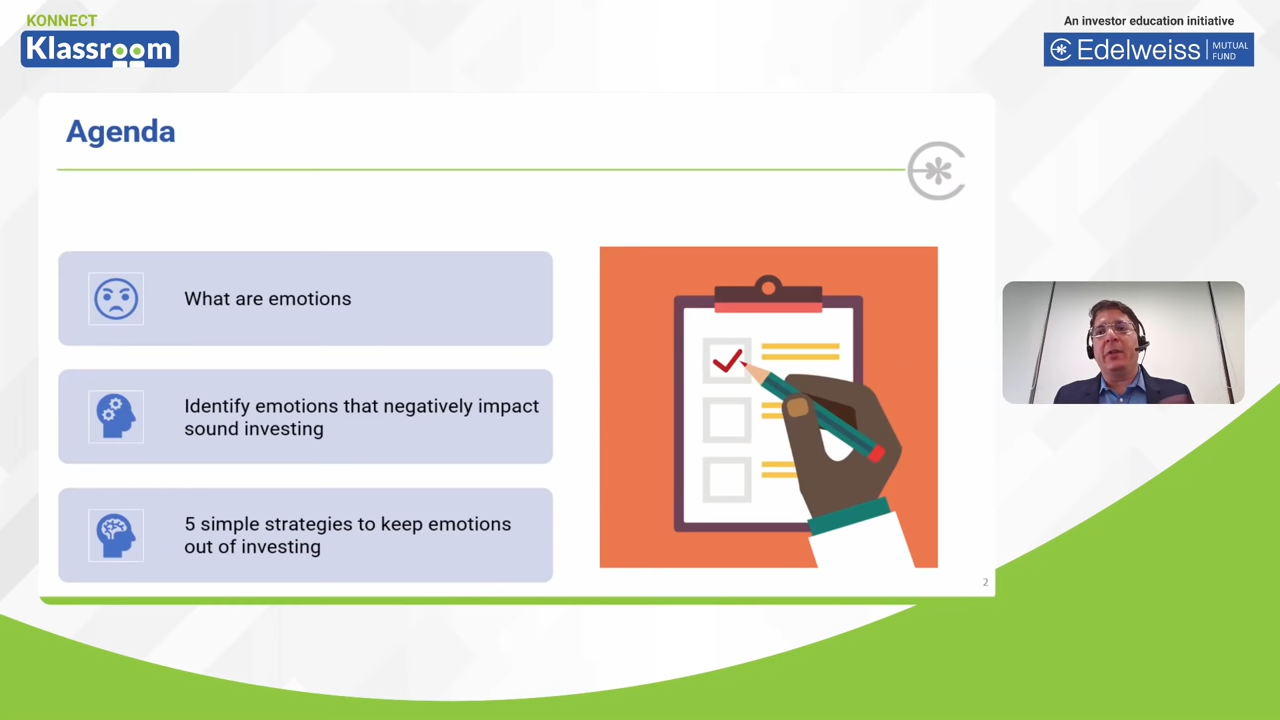 KONNECT
Klassroom
An investor education initiative
Edelweiss
MUTUAL
FUND
Agenda
What are emotions
Identify emotions that negatively impact
sound investing
5 simple strategies to keep emotions
out of investing
2